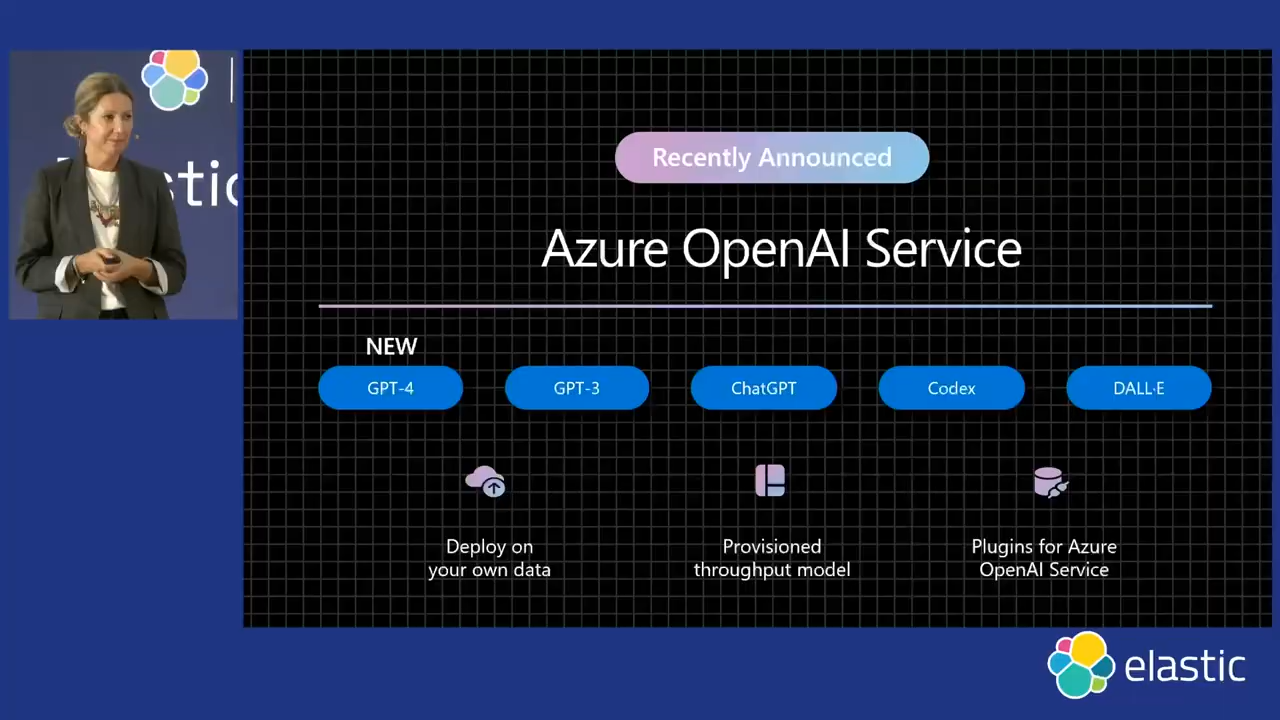 Recently Announced
Azure OpenAI Service
NEW
GPT-4
GPT-3
ChatGPT
Codex
DALL·E
Deploy on
your own data
Provisioned
throughput model
Plugins for Azure
OpenAI Service
elastic